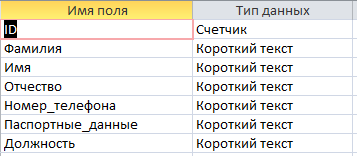 Имя поля Тип данных
ID Счетчик
Фамилия Короткий текст
Имя Короткий текст
Отчество Короткий текст
Номер_телефона Короткий текст
Паспортные_данные Короткий текст
Должность Короткий текст